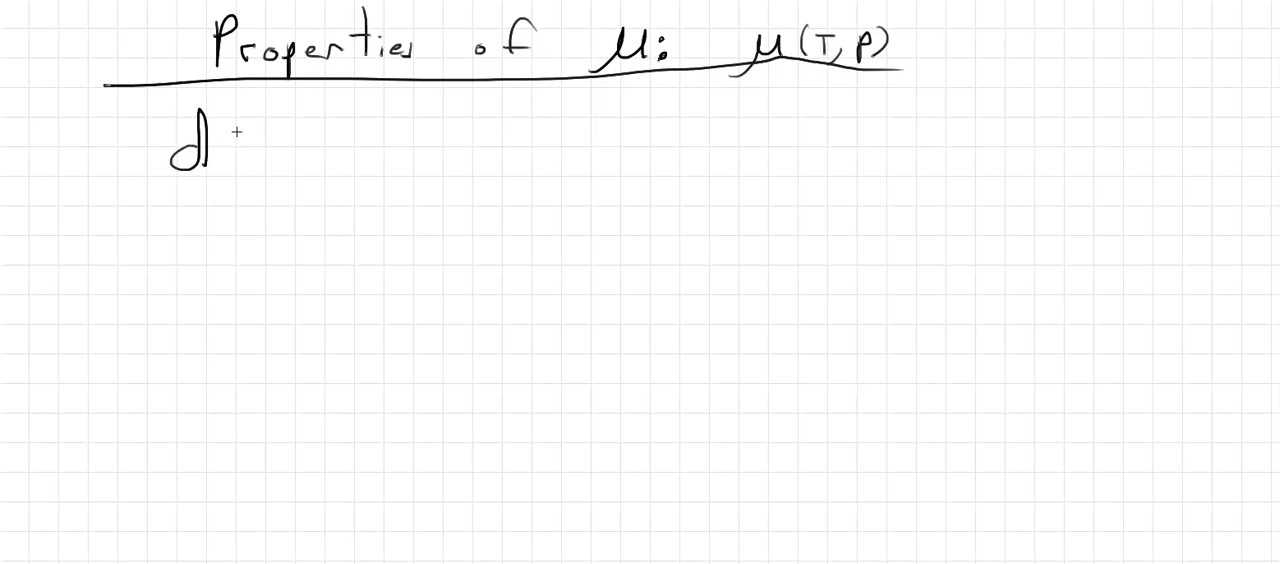 Properties of μ: μ(T, P)
d